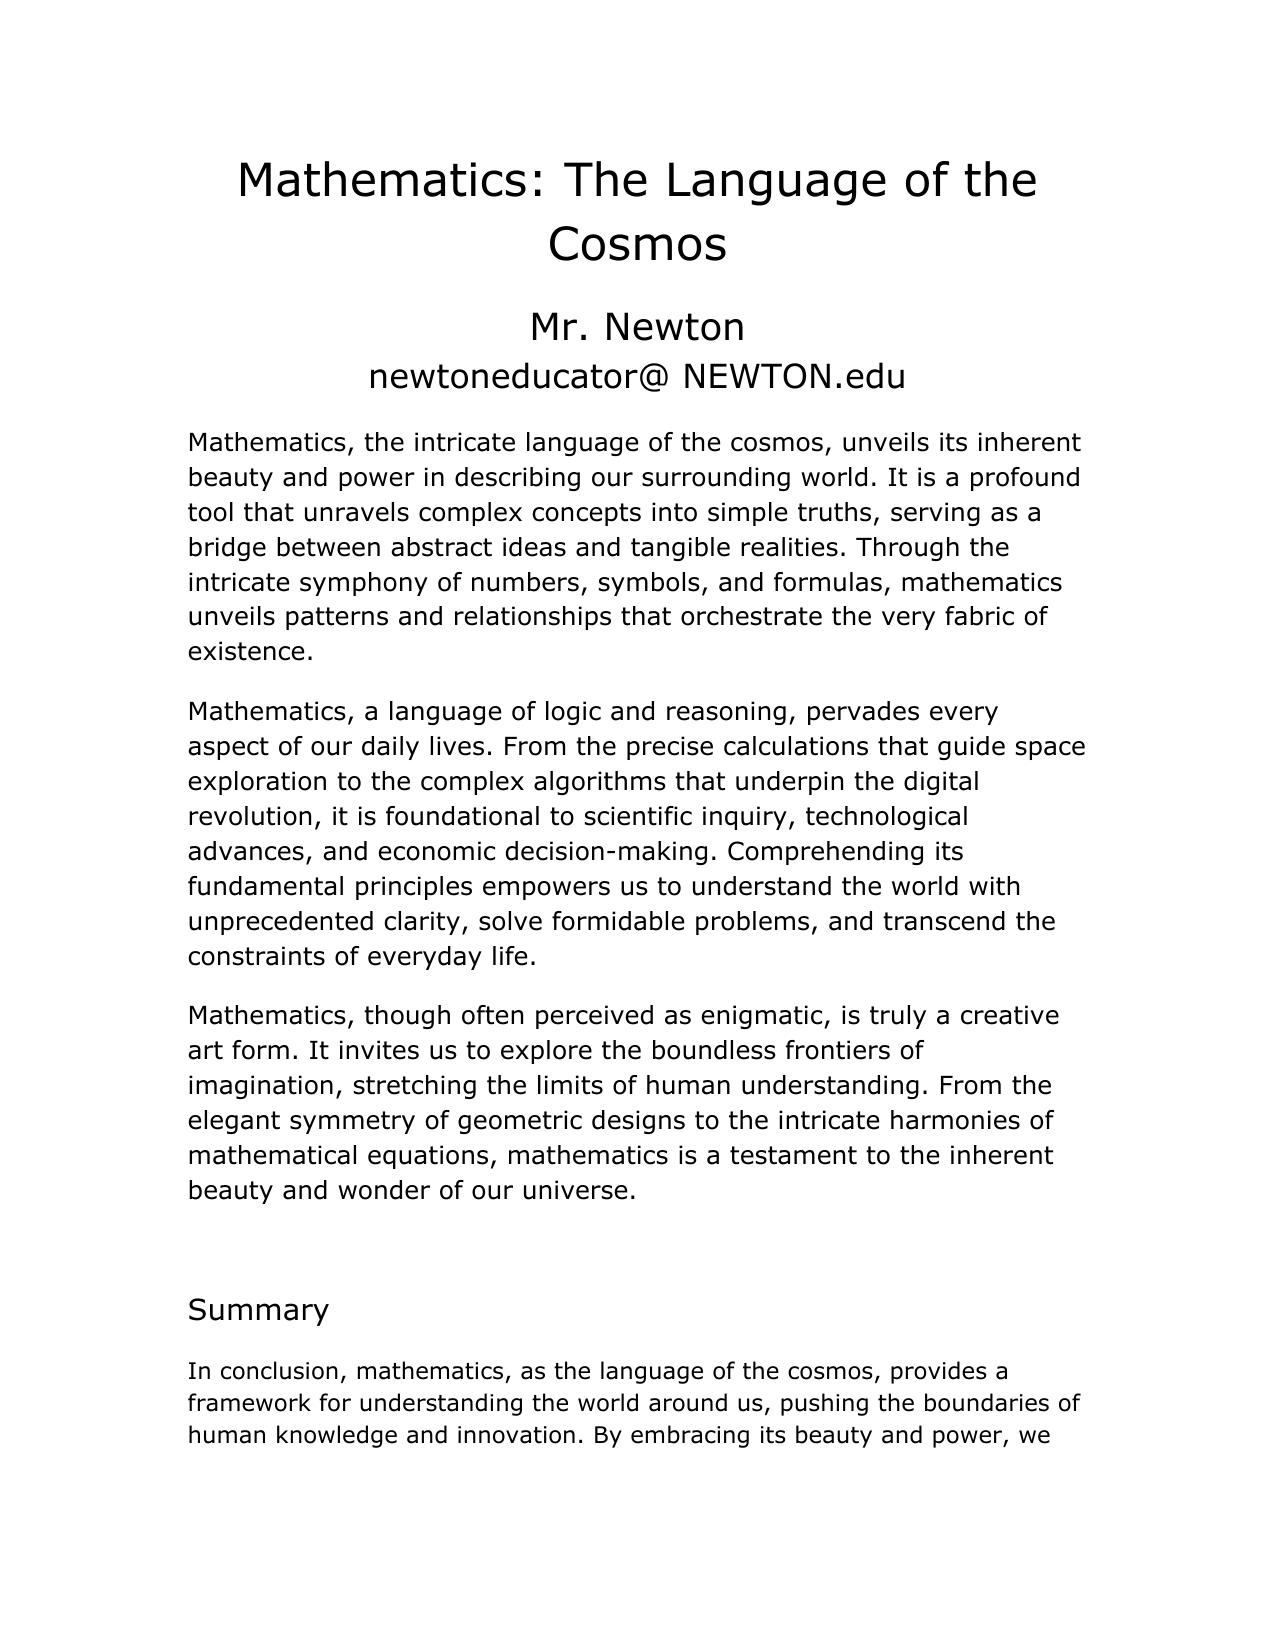 Mathematics: The Language of the
Cosmos
Mr. Newton
newtoneducator@ NEWTON.edu
Mathematics, the intricate language of the cosmos, unveils its inherent
beauty and power in describing our surrounding world. It is a profound
tool that unravels complex concepts into simple truths, serving as a
bridge between abstract ideas and tangible realities. Through the
intricate symphony of numbers, symbols, and formulas, mathematics
unveils patterns and relationships that orchestrate the very fabric of
existence.
Mathematics, a language of logic and reasoning, pervades every
aspect of our daily lives. From the precise calculations that guide space
exploration to the complex algorithms that underpin the digital
revolution, it is foundational to scientific inquiry, technological
advances, and economic decision-making. Comprehending its
fundamental principles empowers us to understand the world with
unprecedented clarity, solve formidable problems, and transcend the
constraints of everyday life.
Mathematics, though often perceived as enigmatic, is truly a creative
art form. It invites us to explore the boundless frontiers of
imagination, stretching the limits of human understanding. From the
elegant symmetry of geometric designs to the intricate harmonies of
mathematical equations, mathematics is a testament to the inherent
beauty and wonder of our universe.
Summary
In conclusion, mathematics, as the language of the cosmos, provides a
framework for understanding the world around us, pushing the boundaries of
human knowledge and innovation. By embracing its beauty and power, we